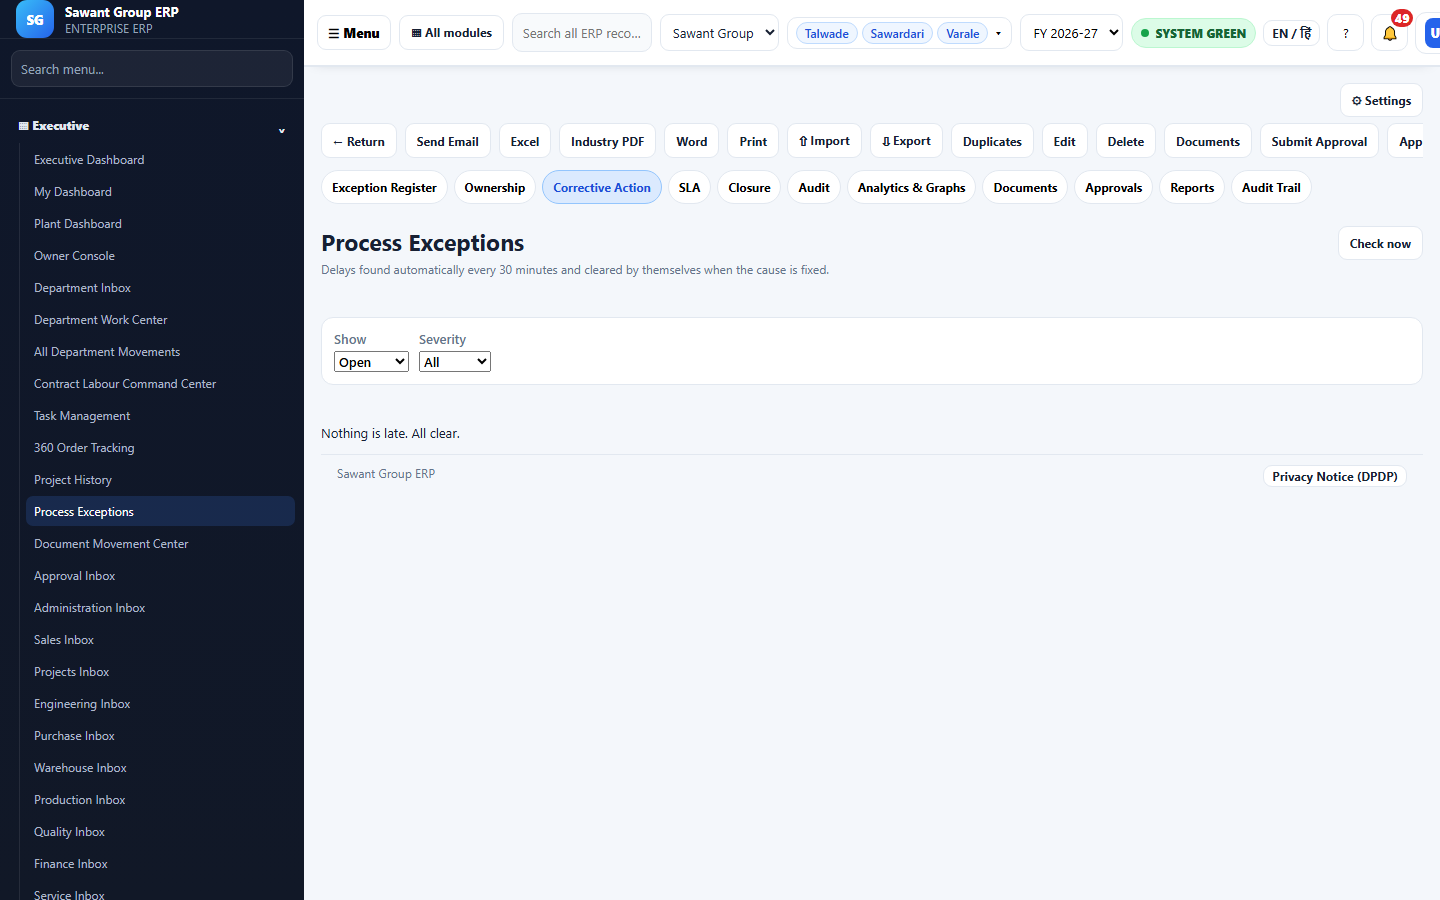 SG
Sawant Group ERP
ENTERPRISE ERP
Search menu...
Executive
Executive Dashboard
My Dashboard
Plant Dashboard
Owner Console
Department Inbox
Department Work Center
All Department Movements
Contract Labour Command Center
Task Management
360 Order Tracking
Project History
Process Exceptions
Document Movement Center
Approval Inbox
Administration Inbox
Sales Inbox
Projects Inbox
Engineering Inbox
Purchase Inbox
Warehouse Inbox
Production Inbox
Quality Inbox
Finance Inbox
Service Inbox
☰ Menu
All modules
Search all ERP reco...
Sawant Group
Talwade Sawardari Varale
FY 2026-27
SYSTEM GREEN
EN / हिं
?
49
U
⚙ Settings
← Return Send Email Excel Industry PDF Word Print ⇧ Import ⇩ Export Duplicates Edit Delete Documents Submit Approval App
Exception Register Ownership Corrective Action SLA Closure Audit Analytics & Graphs Documents Approvals Reports Audit Trail
Process Exceptions
Check now
Delays found automatically every 30 minutes and cleared by themselves when the cause is fixed.
Show Severity
Open All
Nothing is late. All clear.
Sawant Group ERP
Privacy Notice (DPDP)